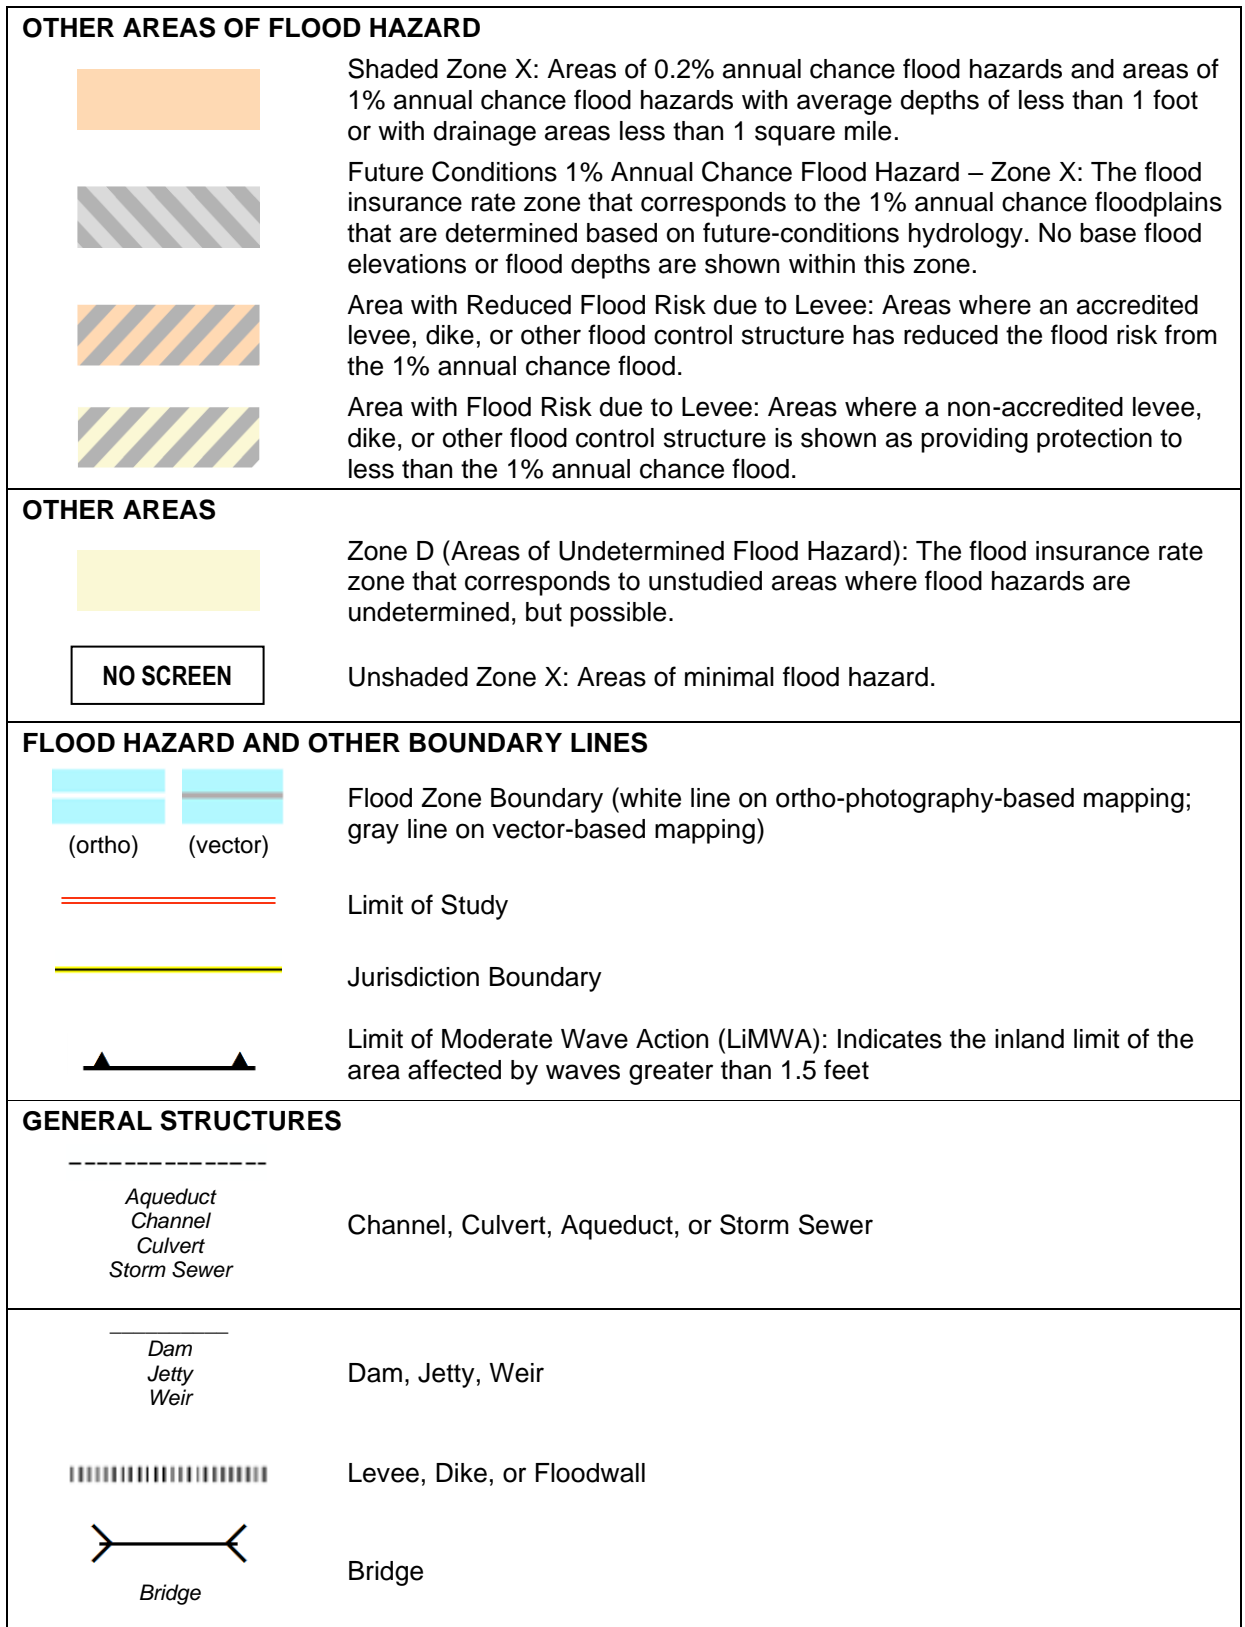 OTHER AREAS OF FLOOD HAZARD
Shaded Zone X: Areas of 0.2% annual chance flood hazards and areas of
1% annual chance flood hazards with average depths of less than 1 foot
or with drainage areas less than 1 square mile.
Future Conditions 1% Annual Chance Flood Hazard – Zone X: The flood
insurance rate zone that corresponds to the 1% annual chance floodplains
that are determined based on future-conditions hydrology. No base flood
elevations or flood depths are shown within this zone.
Area with Reduced Flood Risk due to Levee: Areas where an accredited
levee, dike, or other flood control structure has reduced the flood risk from
the 1% annual chance flood.
Area with Flood Risk due to Levee: Areas where a non-accredited levee,
dike, or other flood control structure is shown as providing protection to
less than the 1% annual chance flood.
OTHER AREAS
Zone D (Areas of Undetermined Flood Hazard): The flood insurance rate
zone that corresponds to unstudied areas where flood hazards are
undetermined, but possible.
NO SCREEN
Unshaded Zone X: Areas of minimal flood hazard.
FLOOD HAZARD AND OTHER BOUNDARY LINES
(ortho) (vector)
Flood Zone Boundary (white line on ortho-photography-based mapping;
gray line on vector-based mapping)
Limit of Study
Jurisdiction Boundary
Limit of Moderate Wave Action (LiMWA): Indicates the inland limit of the
area affected by waves greater than 1.5 feet
GENERAL STRUCTURES
Aqueduct
Channel
Culvert
Storm Sewer
Channel, Culvert, Aqueduct, or Storm Sewer
Dam
Jetty
Weir
Dam, Jetty, Weir
Levee, Dike, or Floodwall
Bridge
Bridge